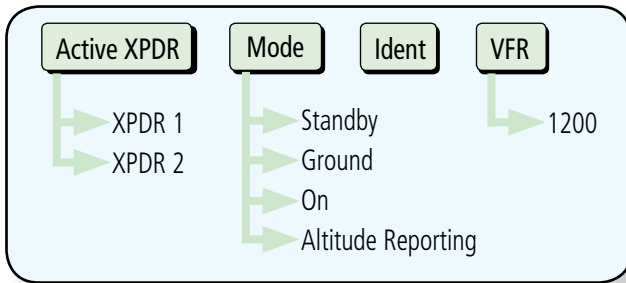 Active XPDR
Mode
Ident
VFR
XPDR 1
XPDR 2
Standby
Ground
On
Altitude Reporting
1200